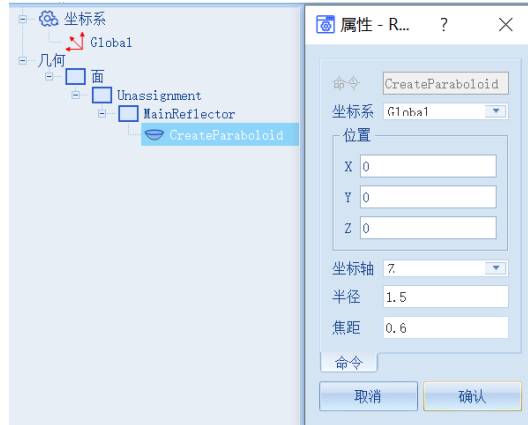 坐标系
Global
几何
面
Unassignment
MainReflector
CreateParaboloid
属性 - R... ? ×
命令 CreateParaboloid
坐标系 Global
位置
X 0
Y 0
Z 0
坐标轴 Z
半径 1.5
焦距 0.6
命令
取消 确认